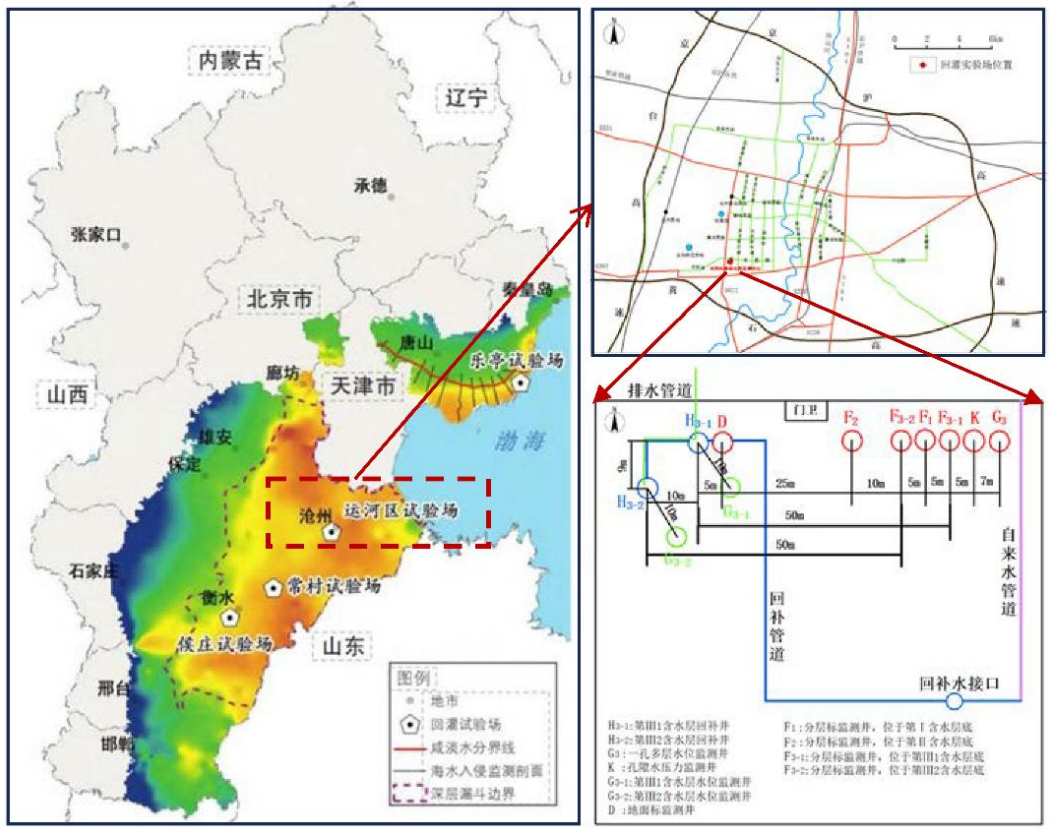 内蒙古
辽宁
承德
张家口
北京市
秦皇岛
唐山
乐亭试验场
廊坊
天津市
山西
渤海
雄安
保定
沧州
运河区试验场
石家庄
常村试验场
衡水
侯庄试验场
山东
邢台
邯郸
图例
地市
回灌试验场
咸淡水分界线
海水入侵监测剖面
深层漏斗边界
N
0 2 4 6km
回灌实验场位置
京
京
台
沪
高
高
高
速
速
速
黄
石
排水管道
门卫
N
H3-1
D
F2
F3-2
F1
F3-1
K
G3
9m
10m
5m
25m
10m
5m
5m
5m
7m
H3-2
10m
10m
G3-1
G3-2
50m
50m
回补管道
自来水管道
回补水接口
H3-1:第III1含水层回补井
H3-2:第III2含水层回补井
G3 :一孔多层水位监测井
K :孔隙水压力监测井
G3-1:第III1含水层水位监测井
G3-2:第III2含水层水位监测井
D :地面标监测井
F1:分层标监测井，位于第I含水层底
F2:分层标监测井，位于第II含水层底
F3-1:分层标监测井，位于第III1含水层底
F3-2:分层标监测井，位于第III2含水层底